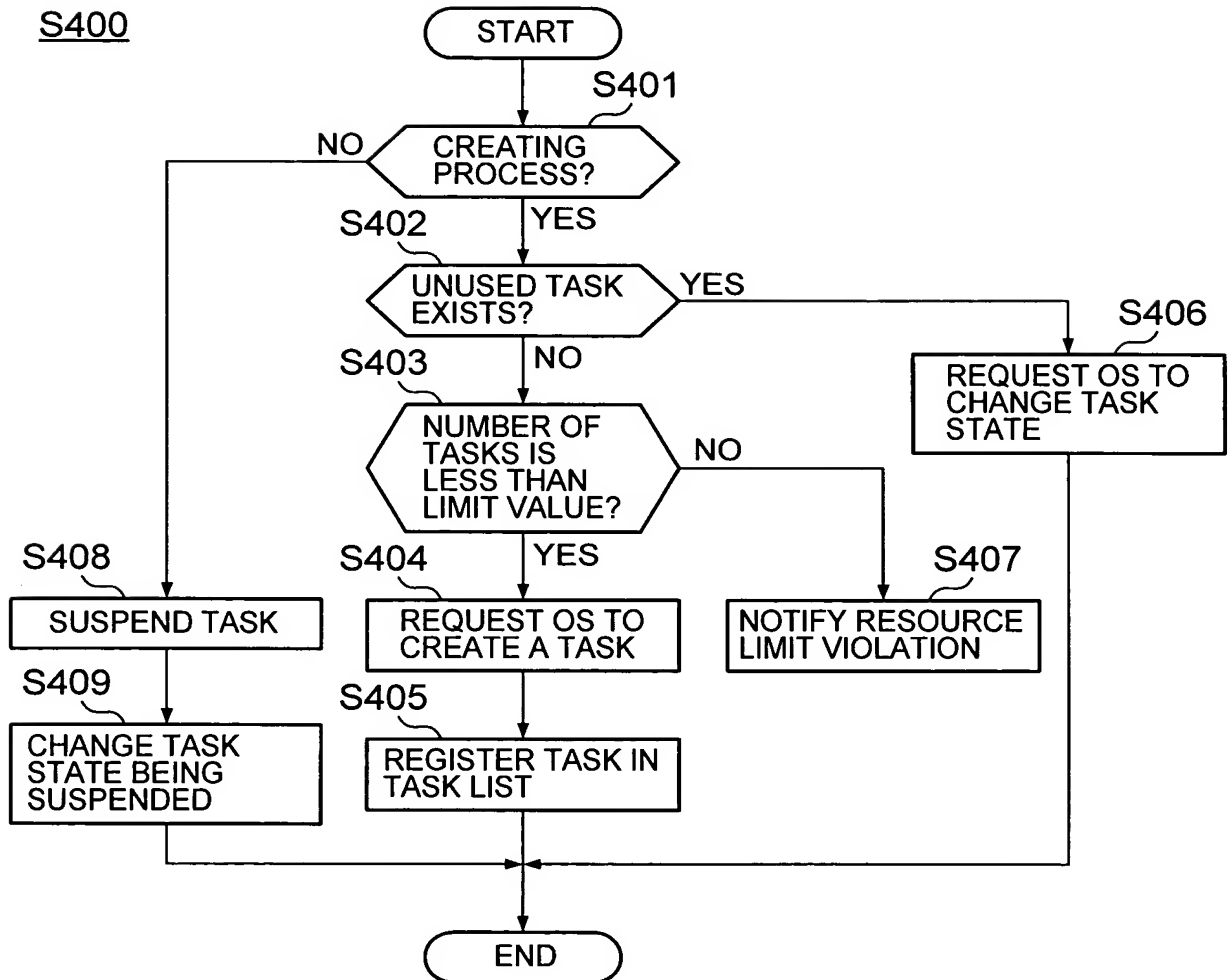 S400
START
S401
NO
CREATING
PROCESS?
YES
S402
UNUSED TASK
EXISTS?
YES
S406
NO
S403
REQUEST OS TO
CHANGE TASK
STATE
NUMBER OF
TASKS IS
LESS THAN
LIMIT VALUE?
NO
YES
S408
S404
S407
SUSPEND TASK
REQUEST OS TO
CREATE A TASK
NOTIFY RESOURCE
LIMIT VIOLATION
S409
S405
CHANGE TASK
STATE BEING
SUSPENDED
REGISTER TASK IN
TASK LIST
END